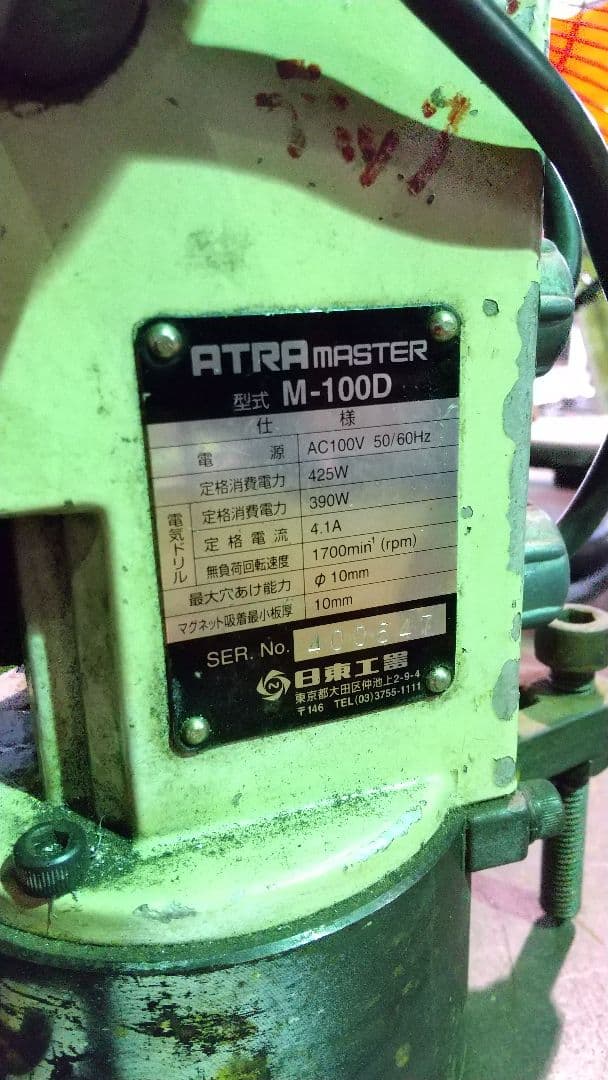 ATRA MASTER
型式 M-100D
仕 様
電 源 AC100V 50/60Hz
定格消費電力 425W
電気ドリル
定格消費電力 390W
定格電流 4.1A
無負荷回転速度 1700min⁻¹ (rpm)
最大穴あけ能力 φ10mm
マグネット吸着最小板厚 10mm
SER. No. 400647
日東工器
東京都大田区仲池上2-9-4
〒146 TEL(03)3755-1111